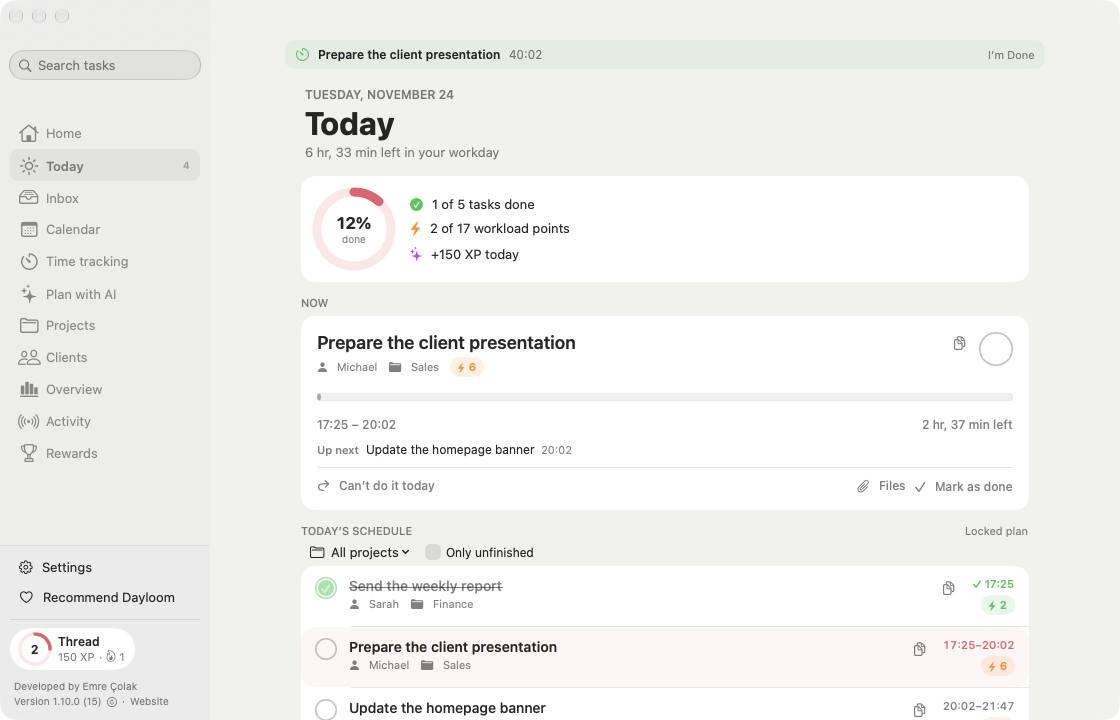 Search tasks
Home
Today 4
Inbox
Calendar
Time tracking
Plan with AI
Projects
Clients
Overview
Activity
Rewards
Settings
Recommend Dayloom
2 Thread
150 XP · 1
Developed by Emre Çolak
Version 1.10.0 (15) · Website
Prepare the client presentation 40:02 I'm Done
TUESDAY, NOVEMBER 24
Today
6 hr, 33 min left in your workday
12%
done
1 of 5 tasks done
2 of 17 workload points
+150 XP today
NOW
Prepare the client presentation
Michael Sales 6
17:25 – 20:02 2 hr, 37 min left
Up next Update the homepage banner 20:02
Can't do it today Files Mark as done
TODAY'S SCHEDULE Locked plan
All projects Only unfinished
Send the weekly report 17:25
Sarah Finance 2
Prepare the client presentation 17:25–20:02
Michael Sales 6
Update the homepage banner 20:02–21:47